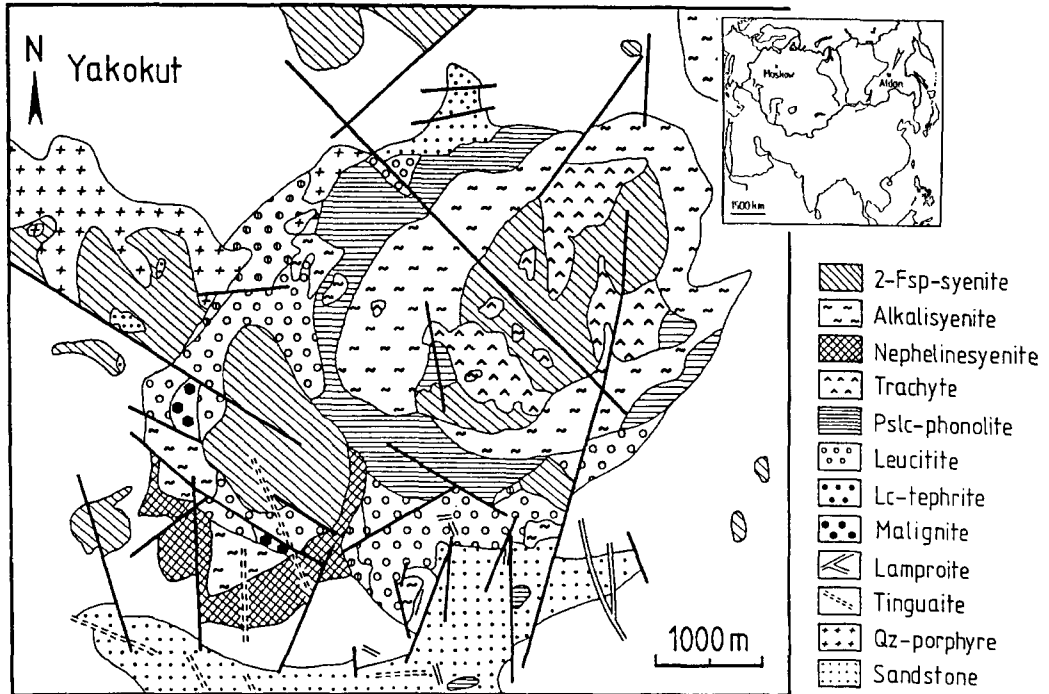 N
Yakokut
Moskow
Aldan
1500 km
2-Fsp-syenite
Alkalisyenite
Nephelinesyenite
Trachyte
Pslc-phonolite
Leucitite
Lc-tephrite
Malignite
Lamproite
Tinguaite
Qz-porphyre
Sandstone
1000 m